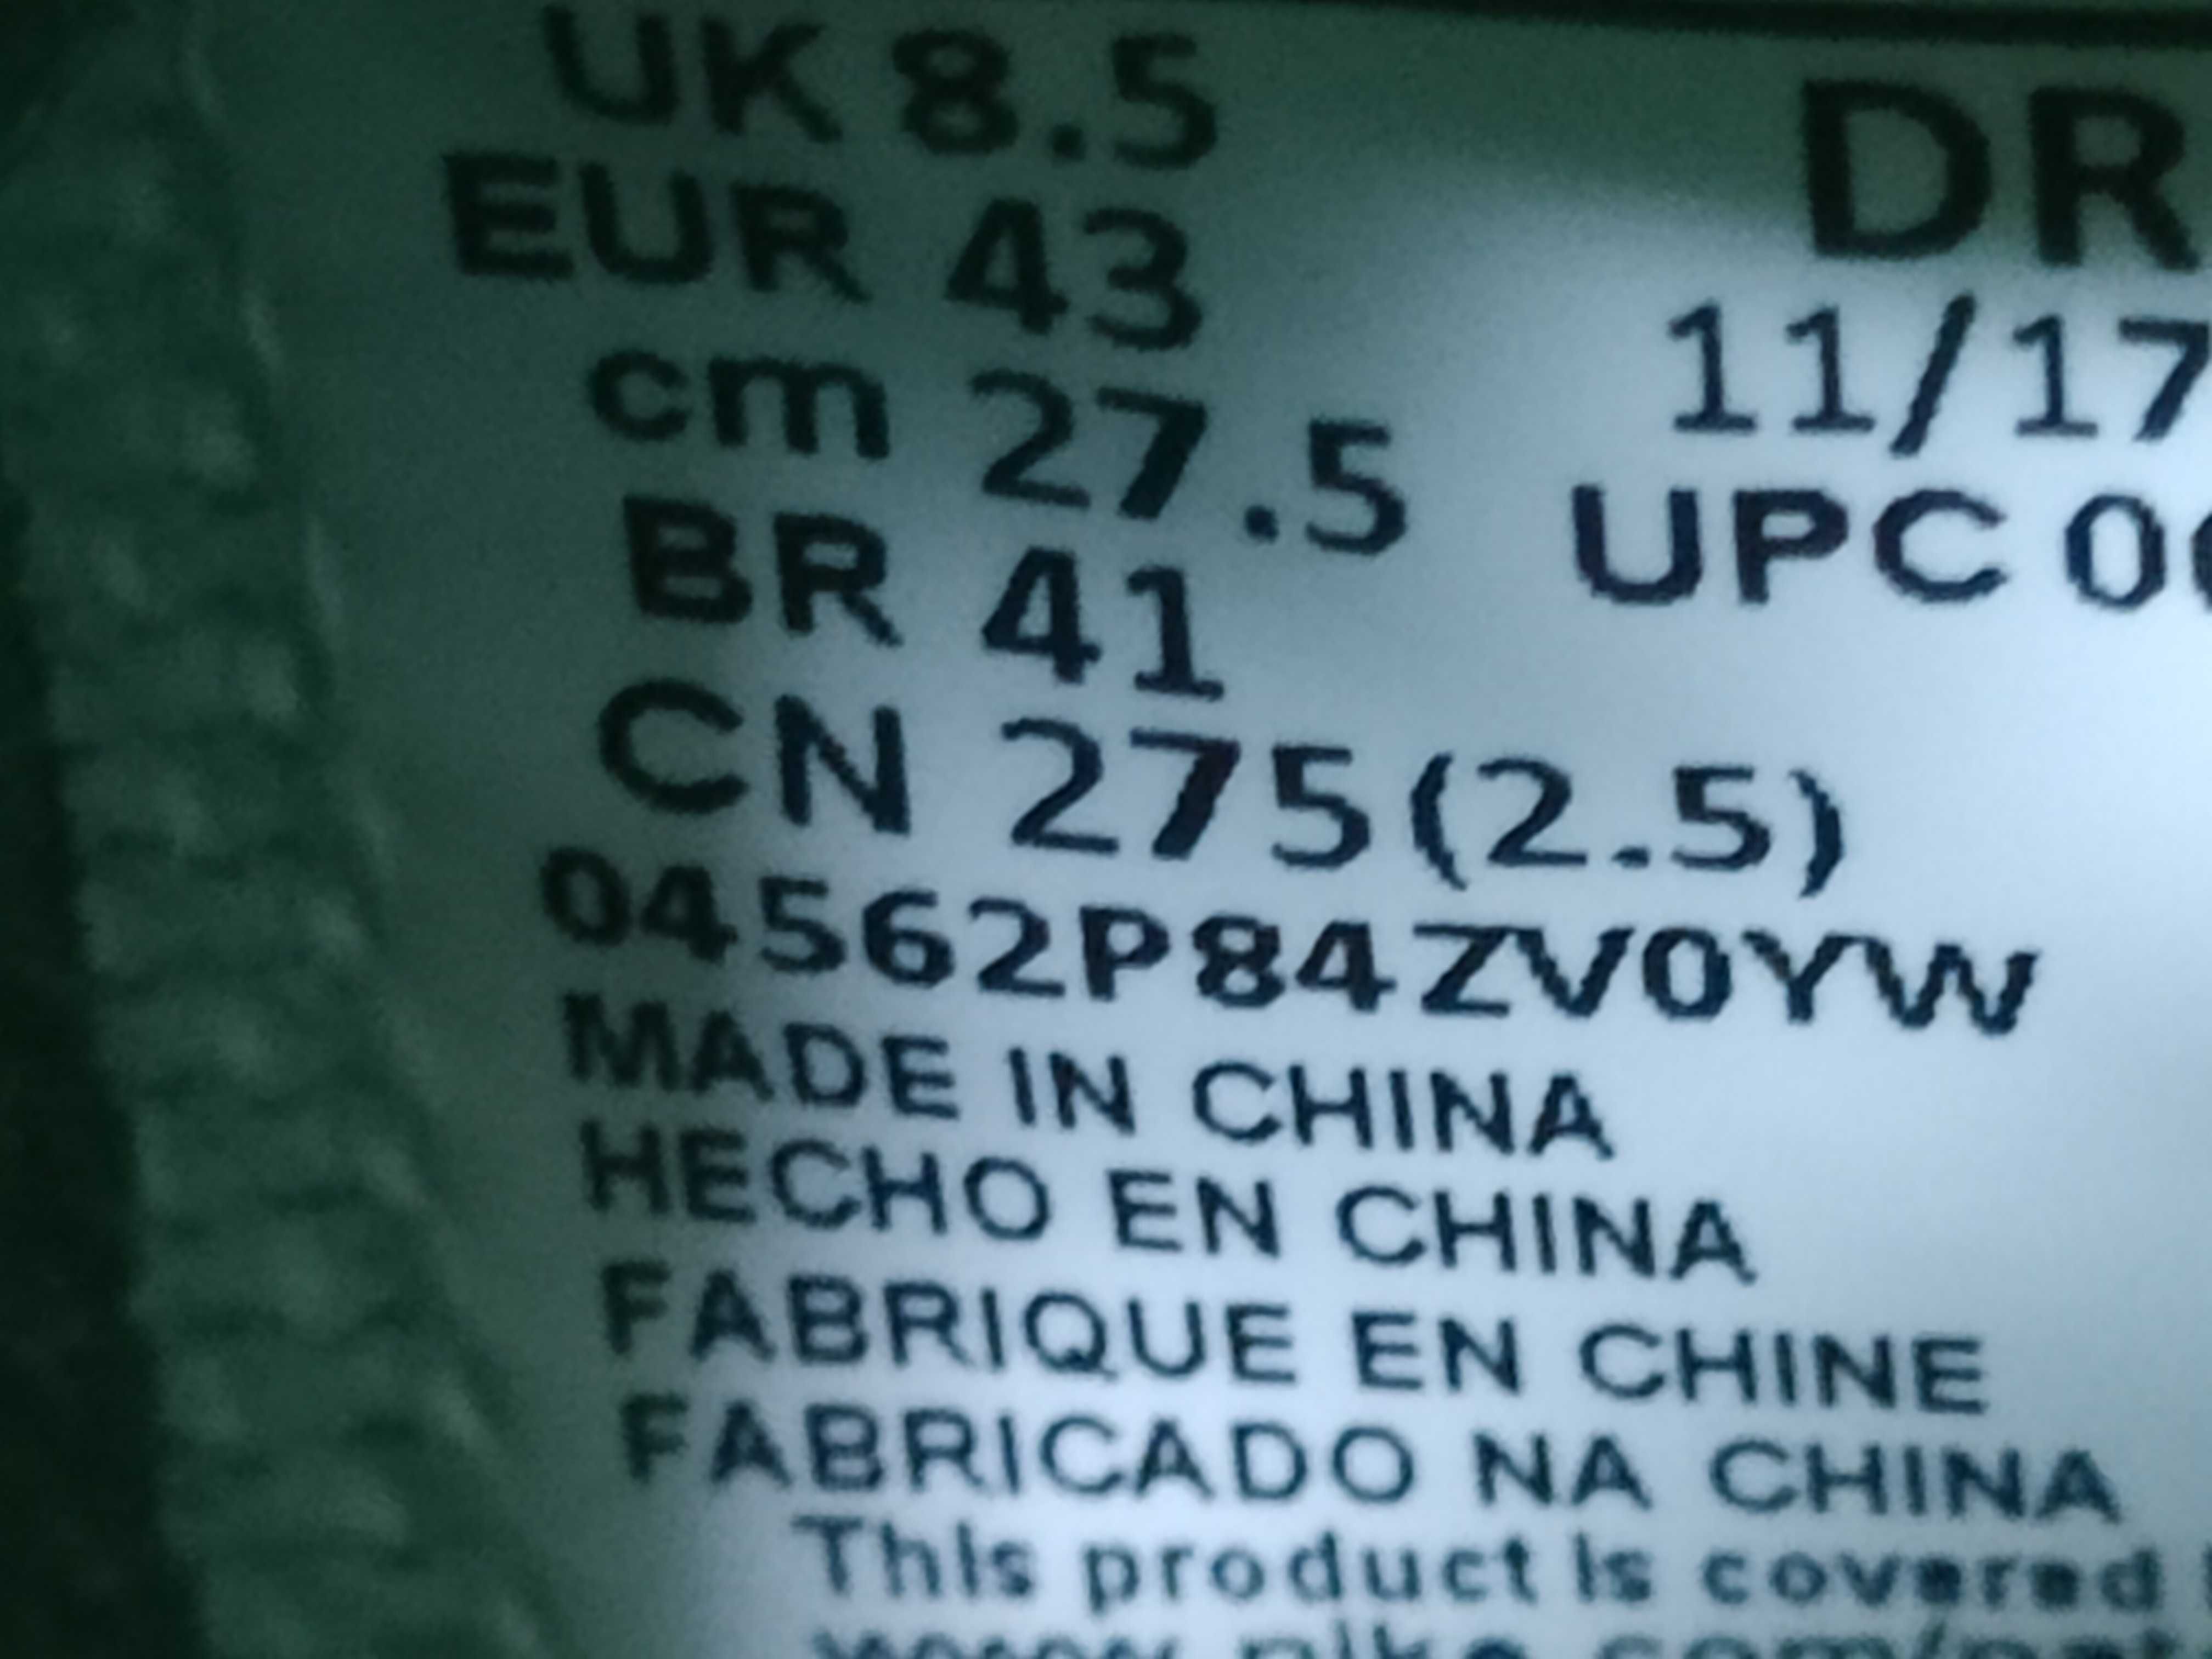 UK 8.5
EUR 43
cm 27.5
BR 41
CN 275(2.5)
04562P84ZV0YW
MADE IN CHINA
HECHO EN CHINA
FABRIQUE EN CHINE
FABRICADO NA CHINA
This product is covered
DR
11/17
UPC 0